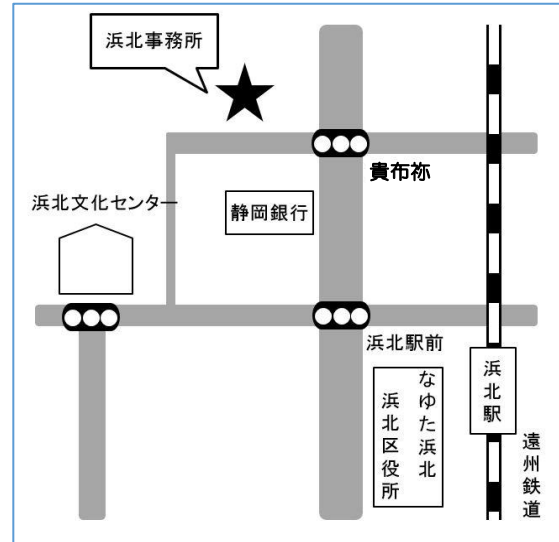 浜北事務所
貴布祢
浜北文化センター
静岡銀行
浜北駅前
浜北駅
なゆた浜北
浜北区役所
遠州鉄道